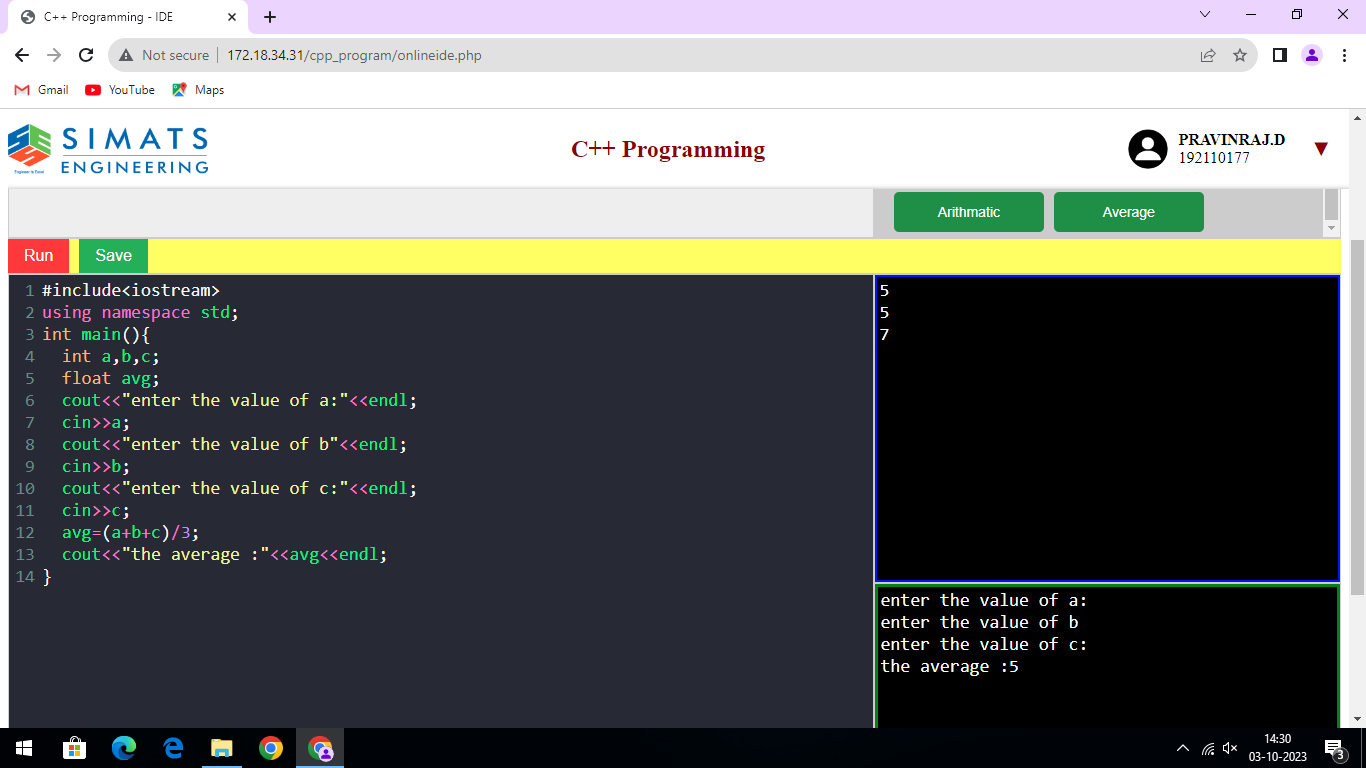 C++ Programming - IDE
Not secure | 172.18.34.31/cpp_program/onlineide.php
Gmail YouTube Maps
SIMATS
ENGINEERING
Engineer to Excel
C++ Programming
PRAVINRAJ.D
192110177
Arithmatic Average
Run Save
1 #include<iostream>
2 using namespace std;
3 int main(){
4 int a,b,c;
5 float avg;
6 cout<<"enter the value of a:"<<endl;
7 cin>>a;
8 cout<<"enter the value of b"<<endl;
9 cin>>b;
10 cout<<"enter the value of c:"<<endl;
11 cin>>c;
12 avg=(a+b+c)/3;
13 cout<<"the average :"<<avg<<endl;
14 }
5
5
7
enter the value of a:
enter the value of b
enter the value of c:
the average :5
14:30
03-10-2023
3